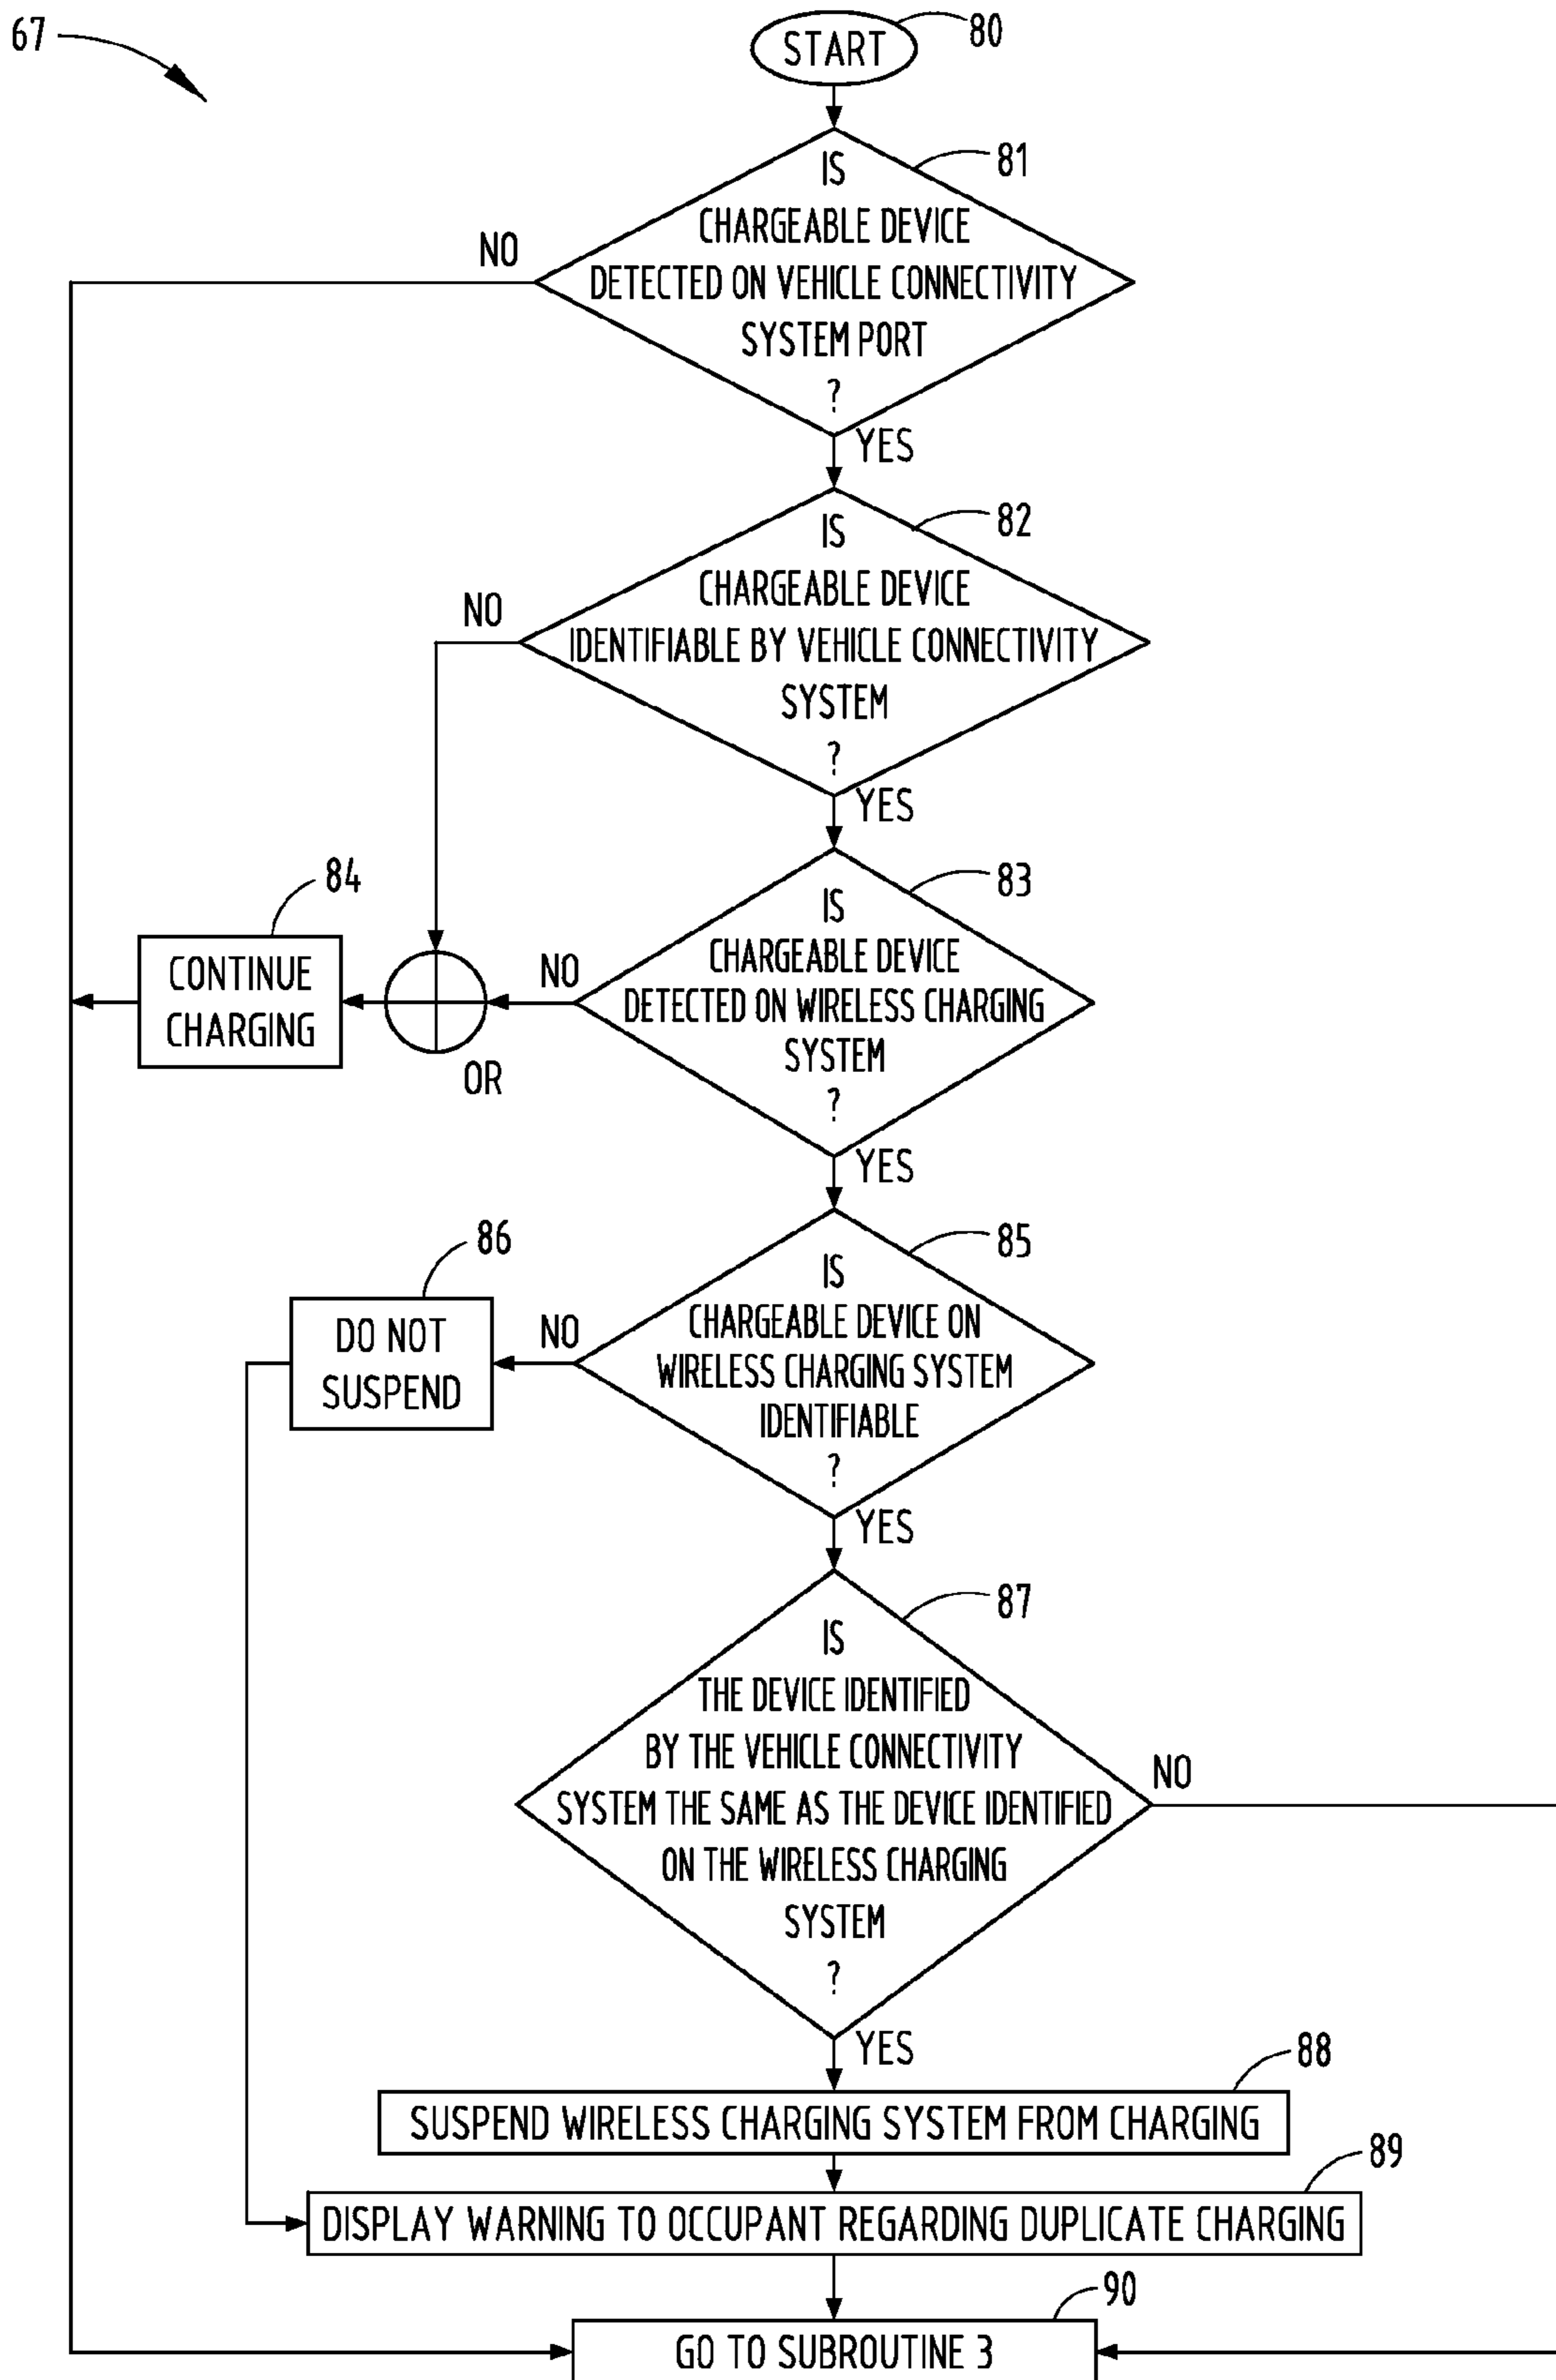 67
START
80
IS
CHARGEABLE DEVICE
DETECTED ON VEHICLE CONNECTIVITY
SYSTEM PORT
?
81
NO
YES
IS
CHARGEABLE DEVICE
IDENTIFIABLE BY VEHICLE CONNECTIVITY
SYSTEM
?
82
NO
YES
IS
CHARGEABLE DEVICE
DETECTED ON WIRELESS CHARGING
SYSTEM
?
83
NO
OR
84
CONTINUE
CHARGING
YES
IS
CHARGEABLE DEVICE ON
WIRELESS CHARGING SYSTEM
IDENTIFIABLE
?
85
NO
86
DO NOT
SUSPEND
YES
IS
THE DEVICE IDENTIFIED
BY THE VEHICLE CONNECTIVITY
SYSTEM THE SAME AS THE DEVICE IDENTIFIED
ON THE WIRELESS CHARGING
SYSTEM
?
87
NO
YES
88
SUSPEND WIRELESS CHARGING SYSTEM FROM CHARGING
89
DISPLAY WARNING TO OCCUPANT REGARDING DUPLICATE CHARGING
90
GO TO SUBROUTINE 3